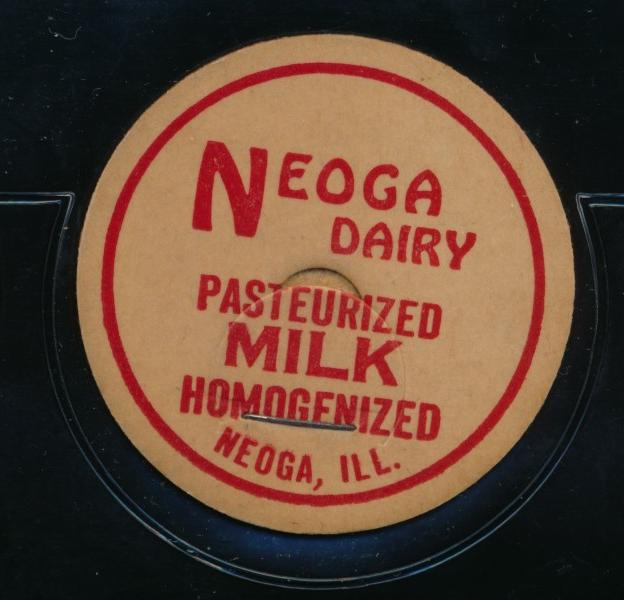 NEOGA
DAIRY
PASTEURIZED
MILK
HOMOGENIZED
NEOGA, ILL.